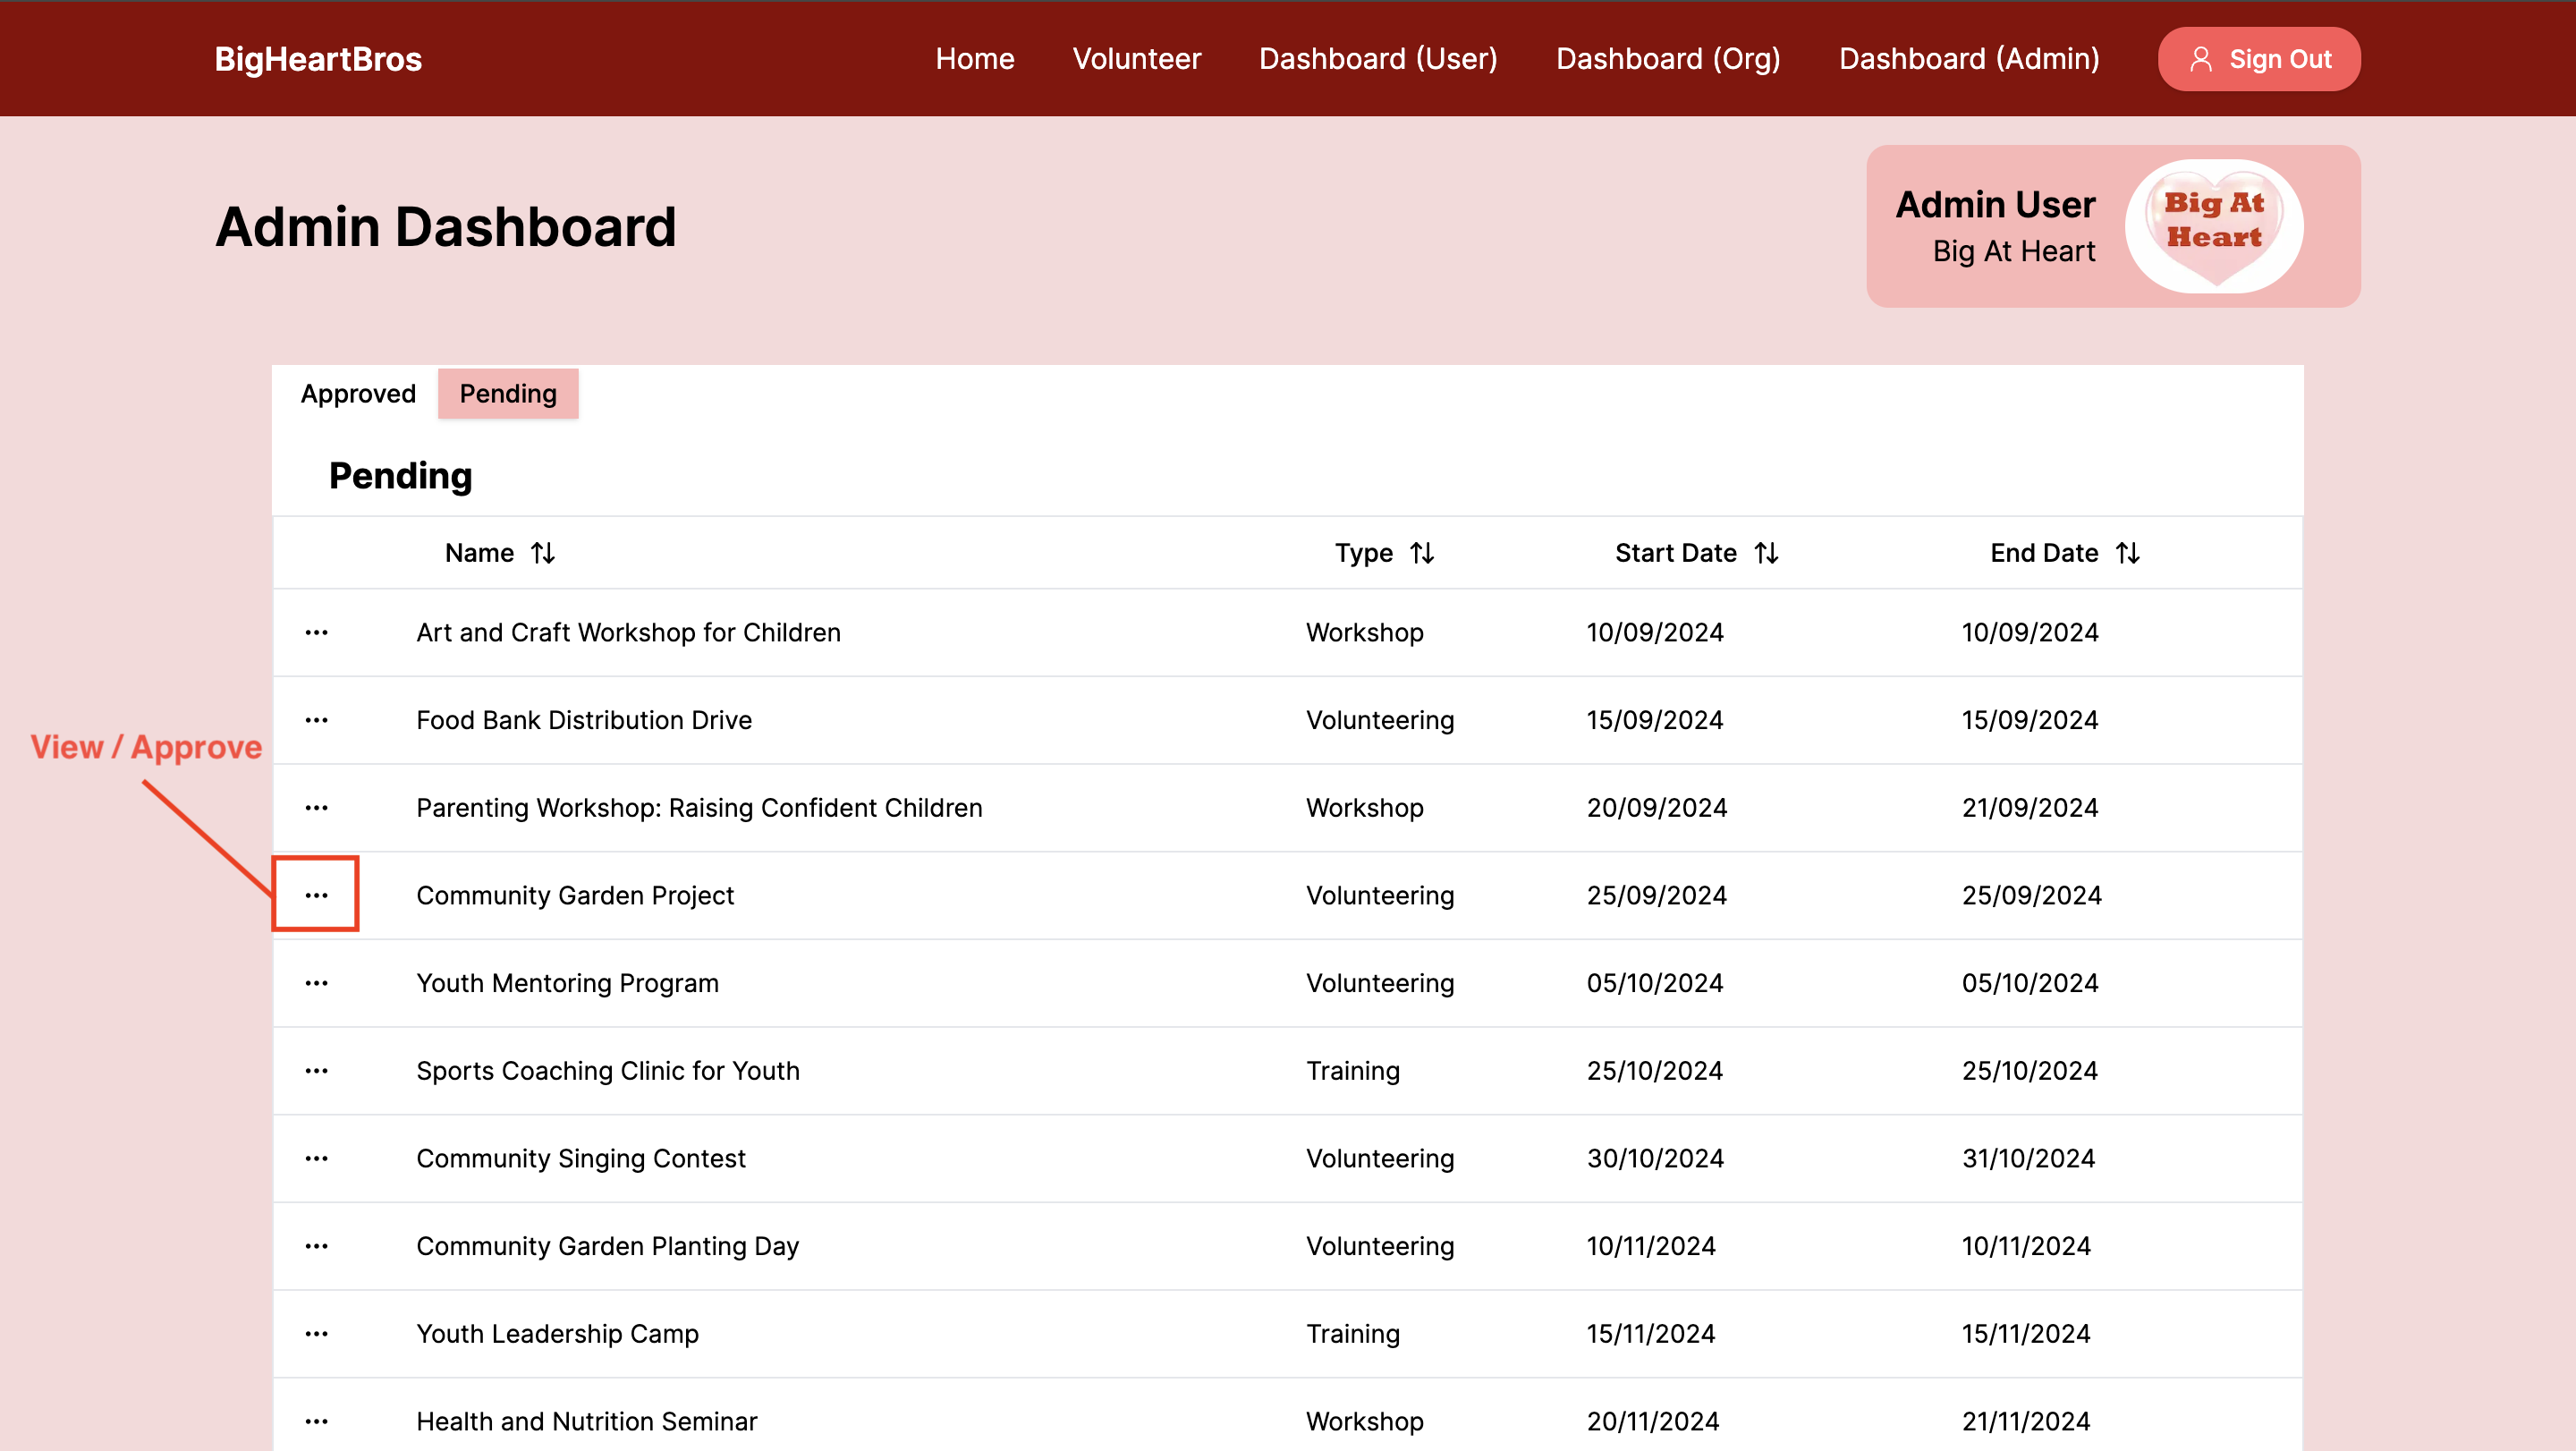 BigHeartBros Home Volunteer Dashboard (User) Dashboard (Org) Dashboard (Admin) Sign Out
Admin Dashboard
Admin User
Big At Heart
Big At
Heart
Approved Pending
Pending
Name Type Start Date End Date
... Art and Craft Workshop for Children Workshop 10/09/2024 10/09/2024
... Food Bank Distribution Drive Volunteering 15/09/2024 15/09/2024
View / Approve
... Parenting Workshop: Raising Confident Children Workshop 20/09/2024 21/09/2024
... Community Garden Project Volunteering 25/09/2024 25/09/2024
... Youth Mentoring Program Volunteering 05/10/2024 05/10/2024
... Sports Coaching Clinic for Youth Training 25/10/2024 25/10/2024
... Community Singing Contest Volunteering 30/10/2024 31/10/2024
... Community Garden Planting Day Volunteering 10/11/2024 10/11/2024
... Youth Leadership Camp Training 15/11/2024 15/11/2024
... Health and Nutrition Seminar Workshop 20/11/2024 21/11/2024